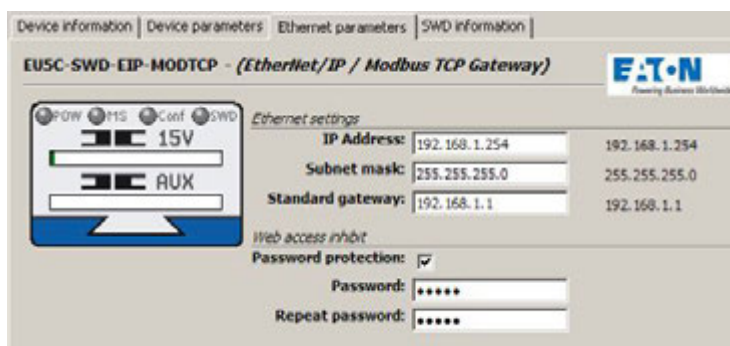 Device information Device parameters Ethernet parameters SWD information
EU5C-SWD-EIP-MODTCP - (EtherNet/IP / Modbus TCP Gateway)
EATON
Powering Business Worldwide
POW MS Conf SWD
15V
AUX
Ethernet settings
IP Address: 192.168.1.254 192.168.1.254
Subnet mask: 255.255.255.0 255.255.255.0
Standard gateway: 192.168.1.1 192.168.1.1
Web access inhibit
Password protection:
Password: •••••
Repeat password: •••••